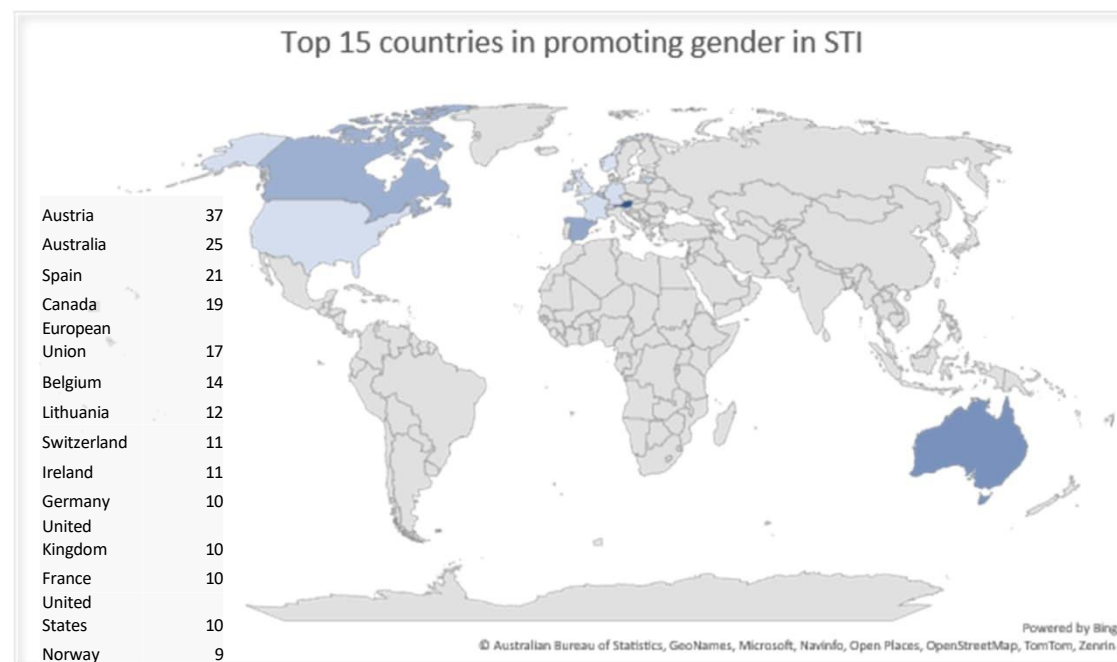 Top 15 countries in promoting gender in STI
Austria 37
Australia 25
Spain 21
Canada 19
European
Union 17
Belgium 14
Lithuania 12
Switzerland 11
Ireland 11
Germany 10
United
Kingdom 10
France 10
United
States 10
Norway 9
Powered by Bing
© Australian Bureau of Statistics, GeoNames, Microsoft, Navinfo, Open Places, OpenStreetMap, TomTom, Zenrin